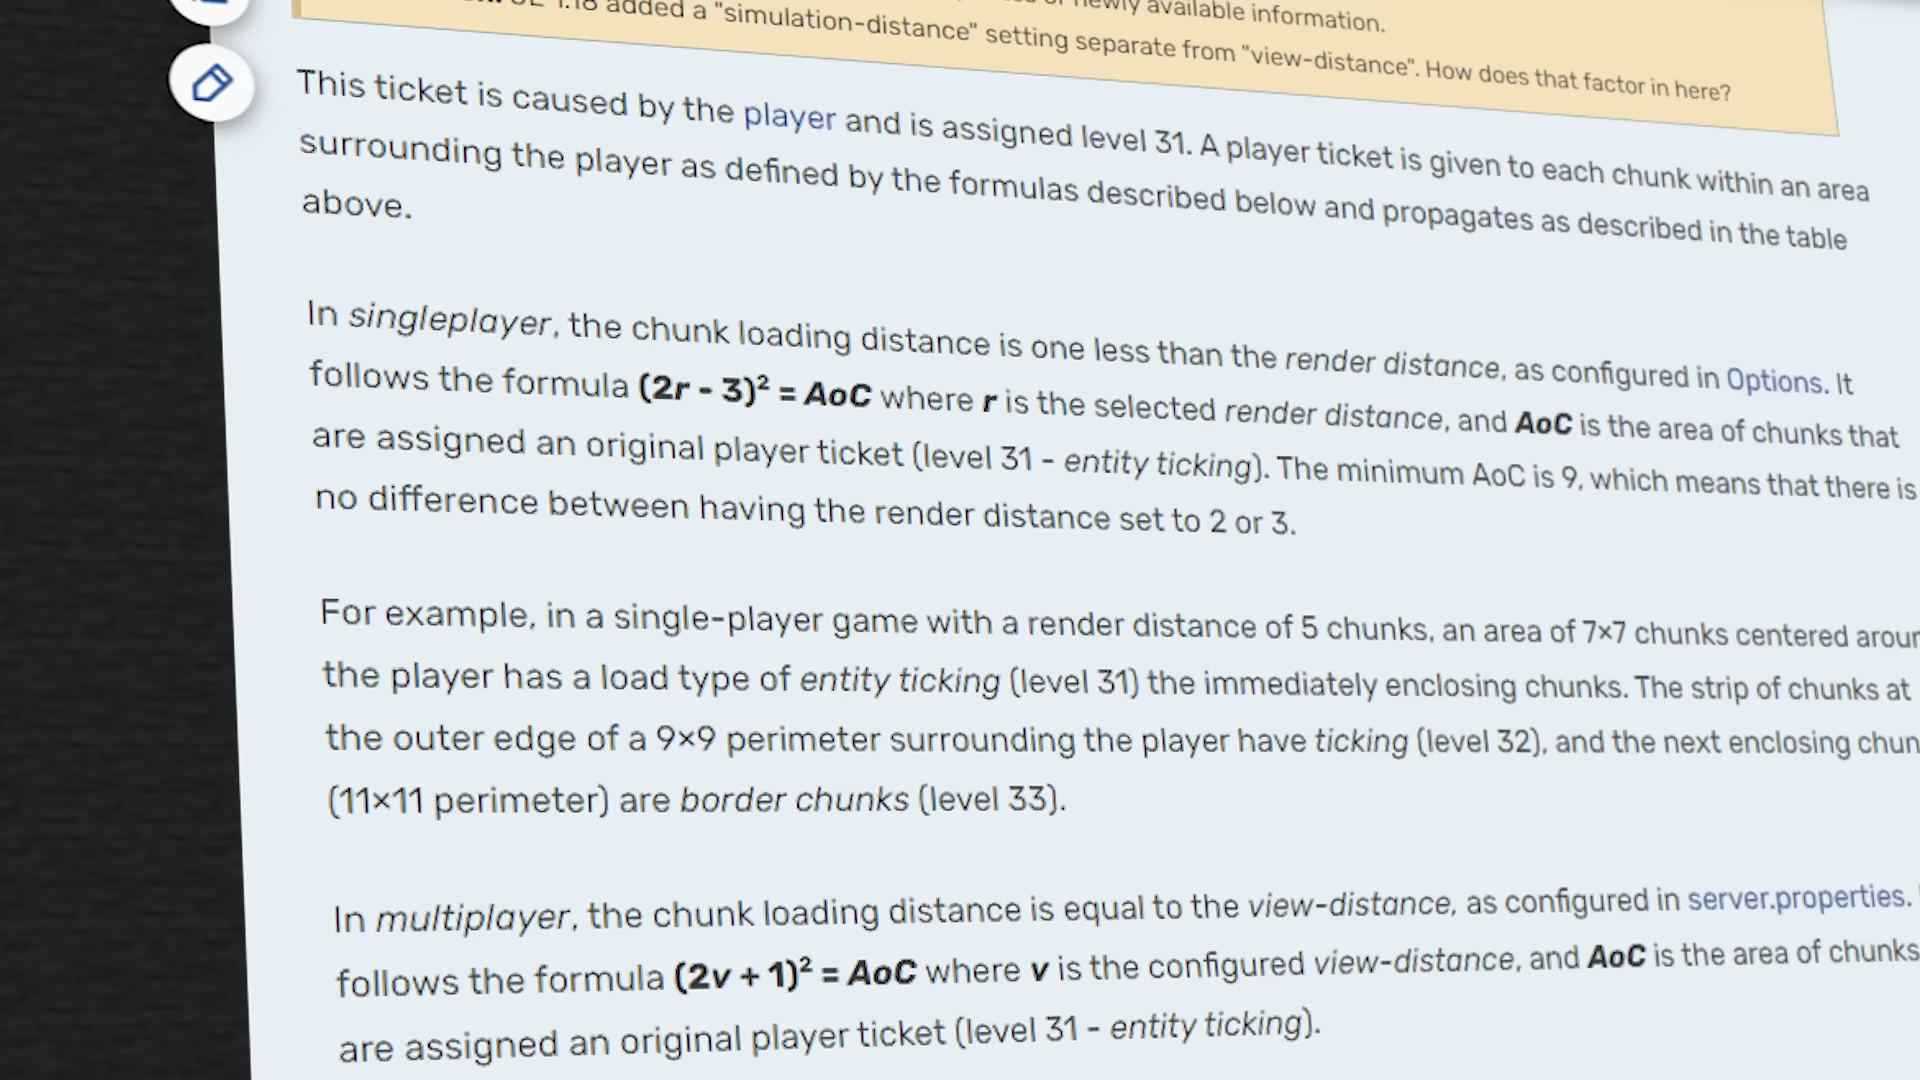 newly available information.
1.18 added a "simulation-distance" setting separate from "view-distance". How does that factor in here?
This ticket is caused by the player and is assigned level 31. A player ticket is given to each chunk within an area
surrounding the player as defined by the formulas described below and propagates as described in the table
above.
In singleplayer, the chunk loading distance is one less than the render distance, as configured in Options. It
follows the formula (2r - 3)² = AoC where r is the selected render distance, and AoC is the area of chunks that
are assigned an original player ticket (level 31 - entity ticking). The minimum AoC is 9, which means that there is
no difference between having the render distance set to 2 or 3.
For example, in a single-player game with a render distance of 5 chunks, an area of 7×7 chunks centered arour
the player has a load type of entity ticking (level 31) the immediately enclosing chunks. The strip of chunks at
the outer edge of a 9×9 perimeter surrounding the player have ticking (level 32), and the next enclosing chun
(11×11 perimeter) are border chunks (level 33).
In multiplayer, the chunk loading distance is equal to the view-distance, as configured in server.properties.
follows the formula (2v + 1)² = AoC where v is the configured view-distance, and AoC is the area of chunks
are assigned an original player ticket (level 31 - entity ticking).